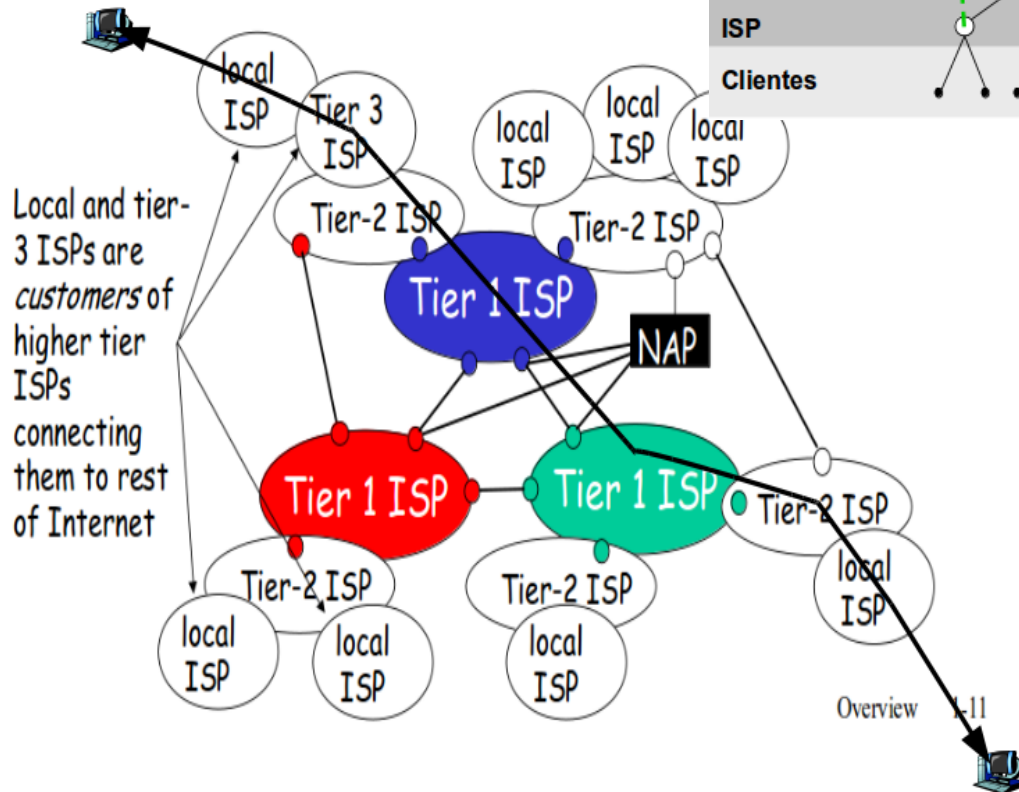 ISP
Clientes
local
ISP
Tier 3
ISP
local
ISP
local
ISP
local
ISP
Tier-2 ISP
Tier-2 ISP
Local and tier-
3 ISPs are
customers of
higher tier
ISPs
connecting
them to rest
of Internet
Tier 1 ISP
NAP
Tier 1 ISP
Tier 1 ISP
Tier-2 ISP
local
ISP
Tier-2 ISP
local
ISP
local
ISP
Tier-2 ISP
local
ISP
Overview 1-11